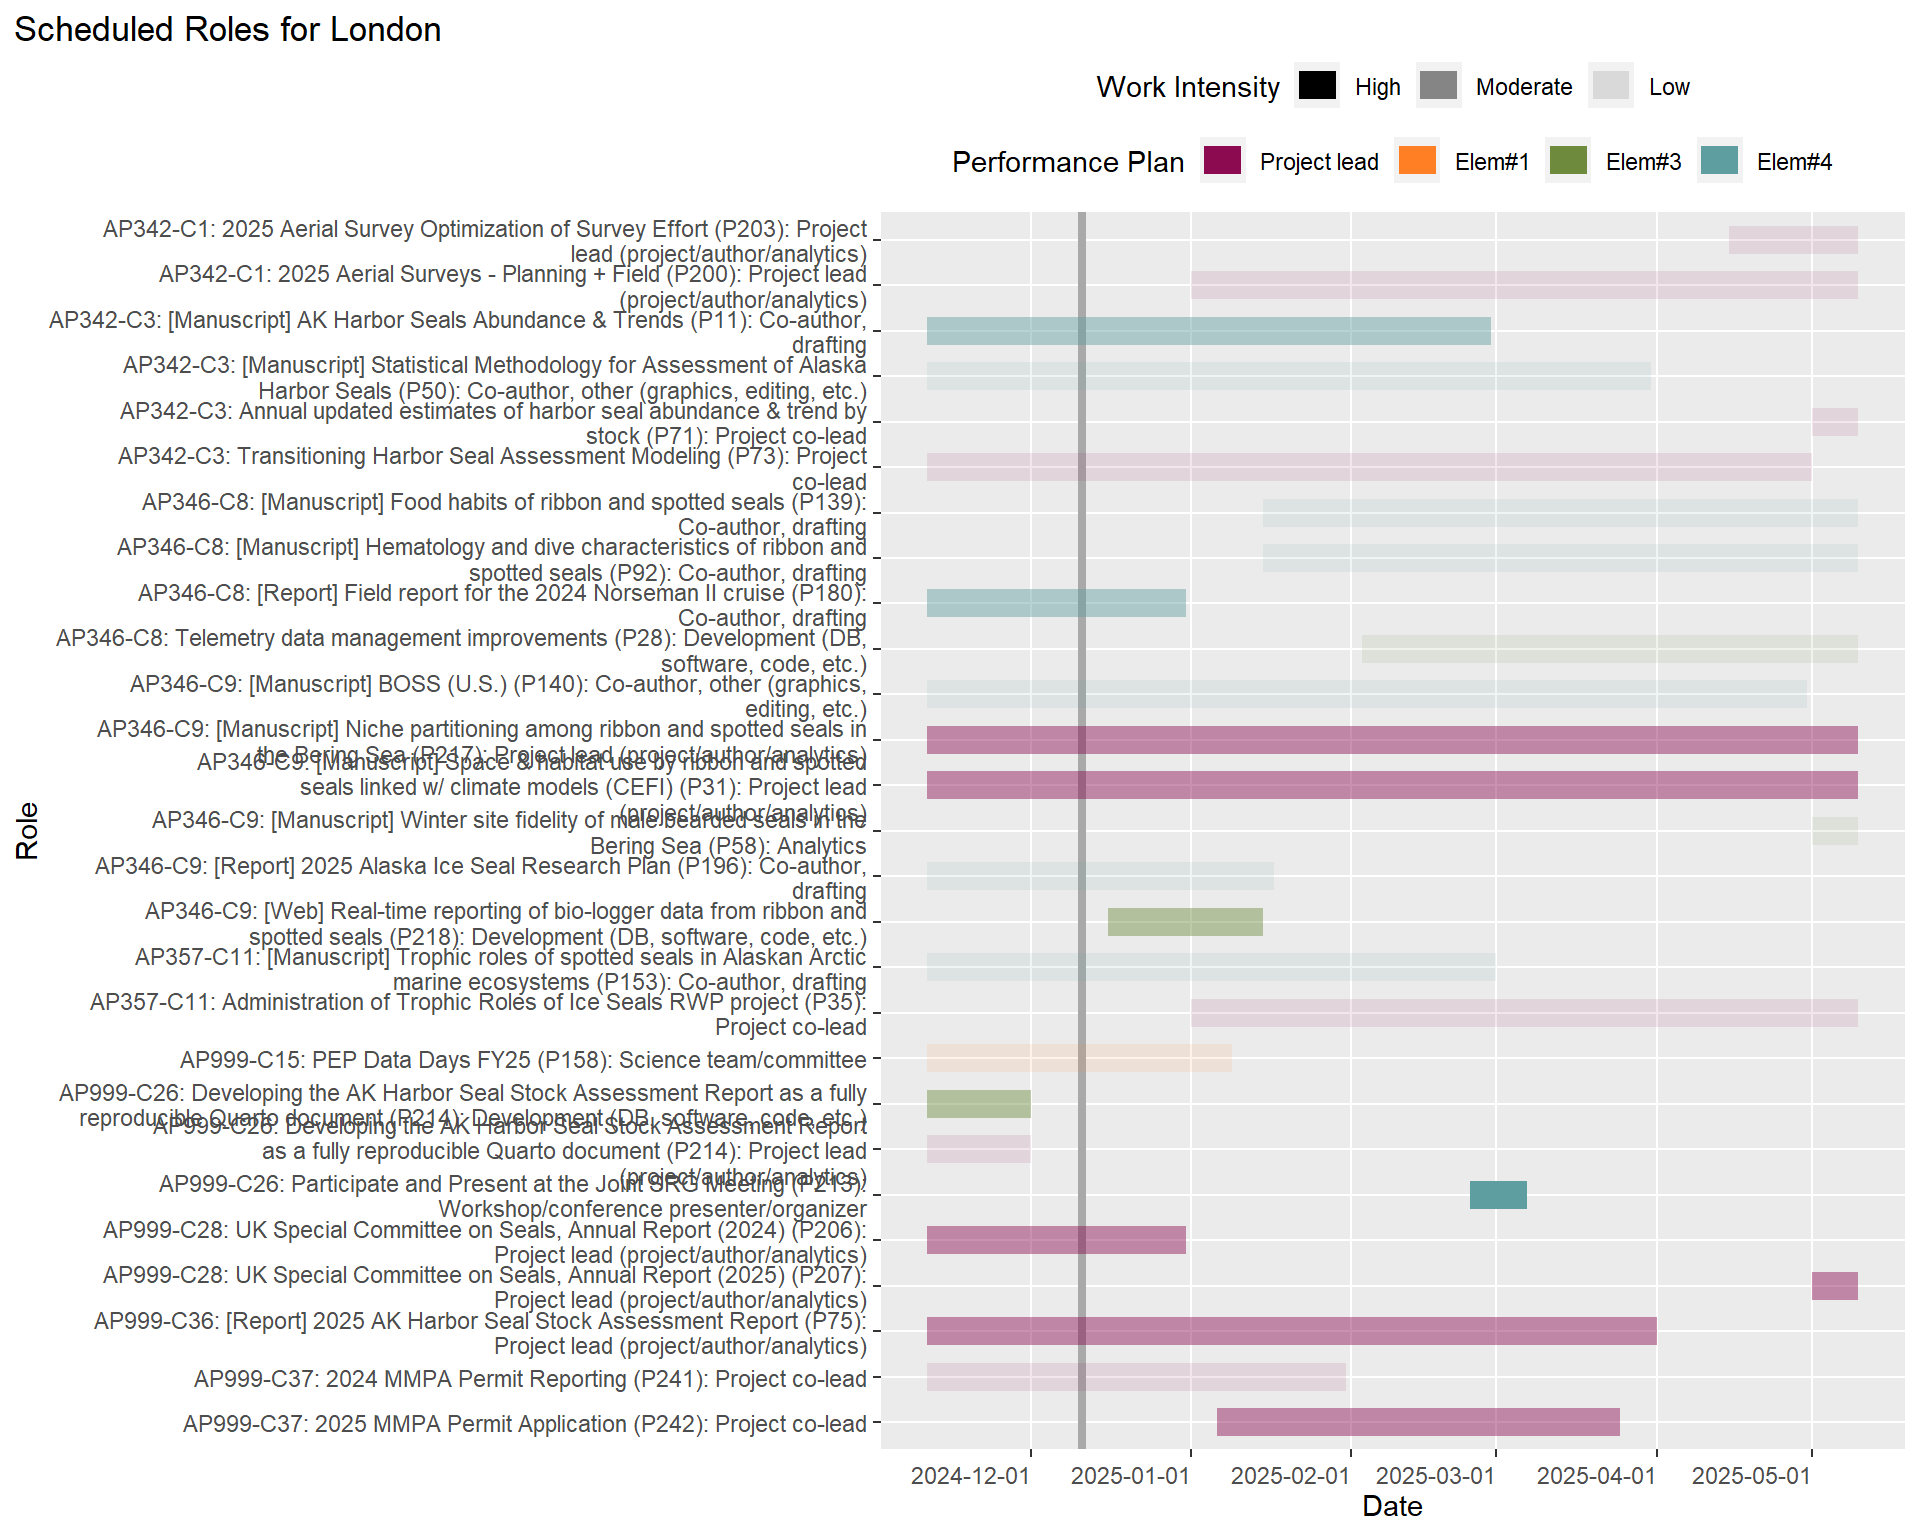 Scheduled Roles for London
Work Intensity High Moderate Low
Performance Plan Project lead Elem#1 Elem#3 Elem#4
AP342-C1: 2025 Aerial Survey Optimization of Survey Effort (P203): Project
lead (project/author/analytics)
AP342-C1: 2025 Aerial Surveys - Planning + Field (P200): Project lead
(project/author/analytics)
AP342-C3: [Manuscript] AK Harbor Seals Abundance & Trends (P11): Co-author,
drafting
AP342-C3: [Manuscript] Statistical Methodology for Assessment of Alaska
Harbor Seals (P50): Co-author, other (graphics, editing, etc.)
AP342-C3: Annual updated estimates of harbor seal abundance & trend by
stock (P71): Project co-lead
AP342-C3: Transitioning Harbor Seal Assessment Modeling (P73): Project
co-lead
AP346-C8: [Manuscript] Food habits of ribbon and spotted seals (P139):
Co-author, drafting
AP346-C8: [Manuscript] Hematology and dive characteristics of ribbon and
spotted seals (P92): Co-author, drafting
AP346-C8: [Report] Field report for the 2024 Norseman II cruise (P180):
Co-author, drafting
AP346-C8: Telemetry data management improvements (P28): Development (DB,
software, code, etc.)
AP346-C9: [Manuscript] BOSS (U.S.) (P140): Co-author, other (graphics,
editing, etc.)
AP346-C9: [Manuscript] Niche partitioning among ribbon and spotted seals in
the Bering Sea (P217): Project lead (project/author/analytics)
AP346-C9: [Manuscript] Space & habitat use by ribbon and spotted
seals linked w/ climate models (CEFI) (P31): Project lead
(project/author/analytics)
AP346-C9: [Manuscript] Winter site fidelity of male bearded seals in the
Bering Sea (P58): Analytics
AP346-C9: [Report] 2025 Alaska Ice Seal Research Plan (P196): Co-author,
drafting
AP346-C9: [Web] Real-time reporting of bio-logger data from ribbon and
spotted seals (P218): Development (DB, software, code, etc.)
AP357-C11: [Manuscript] Trophic roles of spotted seals in Alaskan Arctic
marine ecosystems (P153): Co-author, drafting
AP357-C11: Administration of Trophic Roles of Ice Seals RWP project (P35):
Project co-lead
AP999-C15: PEP Data Days FY25 (P158): Science team/committee
AP999-C26: Developing the AK Harbor Seal Stock Assessment Report as a fully
reproducible Quarto document (P214): Development (DB, software, code, etc.)
AP999-C26: Developing the AK Harbor Seal Stock Assessment Report
as a fully reproducible Quarto document (P214): Project lead
(project/author/analytics)
AP999-C26: Participate and Present at the Joint SRG Meeting (P213):
Workshop/conference presenter/organizer
AP999-C28: UK Special Committee on Seals, Annual Report (2024) (P206):
Project lead (project/author/analytics)
AP999-C28: UK Special Committee on Seals, Annual Report (2025) (P207):
Project lead (project/author/analytics)
AP999-C36: [Report] 2025 AK Harbor Seal Stock Assessment Report (P75):
Project lead (project/author/analytics)
AP999-C37: 2024 MMPA Permit Reporting (P241): Project co-lead
AP999-C37: 2025 MMPA Permit Application (P242): Project co-lead
Role
2024-12-01 2025-01-01 2025-02-01 2025-03-01 2025-04-01 2025-05-01
Date